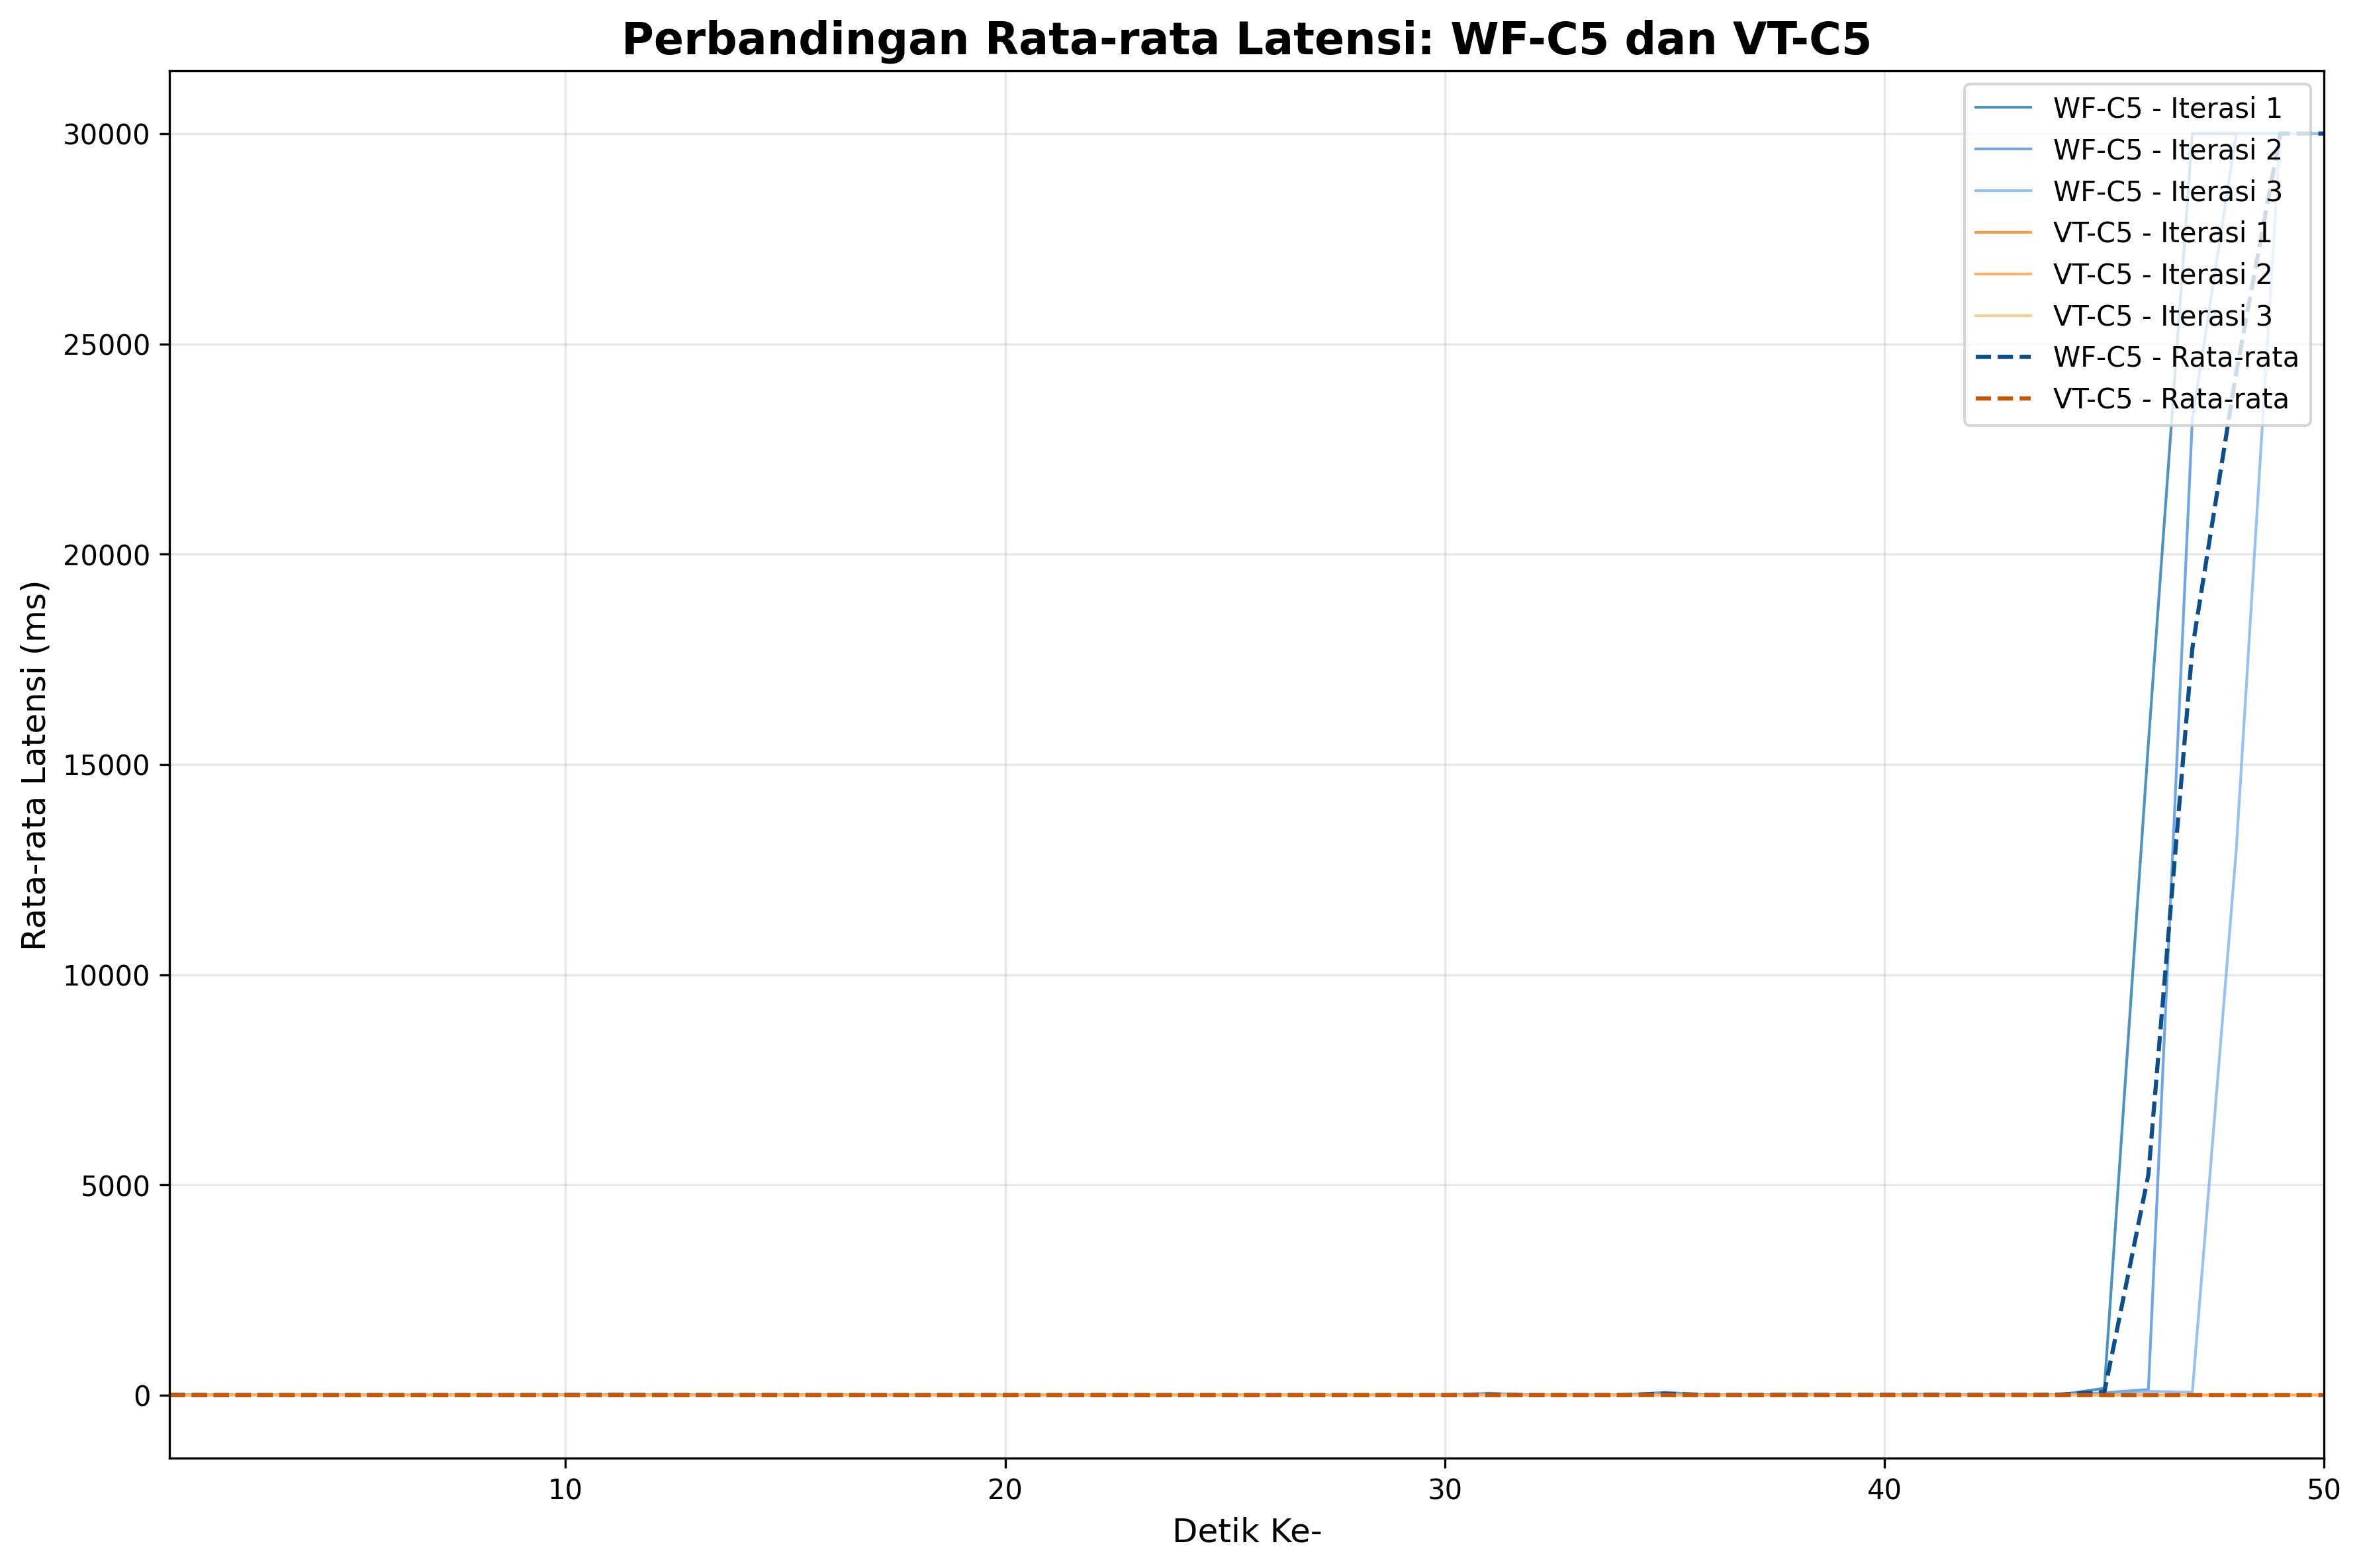 Perbandingan Rata-rata Latensi: WF-C5 dan VT-C5
Rata-rata Latensi (ms)
30000
25000
20000
15000
10000
5000
0
WF-C5 - Iterasi 1
WF-C5 - Iterasi 2
WF-C5 - Iterasi 3
VT-C5 - Iterasi 1
VT-C5 - Iterasi 2
VT-C5 - Iterasi 3
WF-C5 - Rata-rata
VT-C5 - Rata-rata
10 20 30 40 50
Detik Ke-